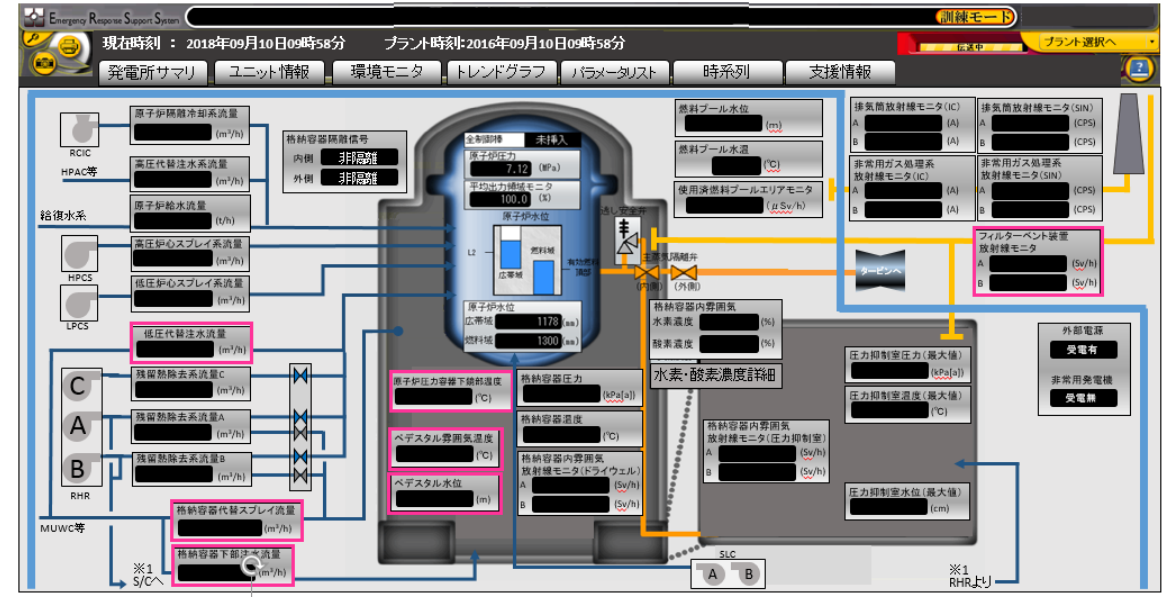 Emergency Response Support System
訓練モード
現在時刻 : 2018年09月10日09時58分
プラント時刻:2016年09月10日09時58分
伝送中
プラント選択へ
発電所サマリ
ユニット情報
環境モニタ
トレンドグラフ
パラメータリスト
時系列
支援情報
?
RCIC
HPAC等
給復水系
HPCS
LPCS
C
A
B
RHR
MUWC等
※1
S/Cへ
原子炉隔離冷却系流量
(m³/h)
高圧代替注水系流量
(m³/h)
原子炉給水流量
(t/h)
高圧炉心スプレイ系流量
(m³/h)
低圧炉心スプレイ系流量
(m³/h)
低圧代替注水流量
(m³/h)
残留熱除去系流量C
(m³/h)
残留熱除去系流量A
(m³/h)
残留熱除去系流量B
(m³/h)
格納容器代替スプレイ流量
(m³/h)
格納容器下部注水流量
(m³/h)
格納容器隔離信号
内側 非隔離
外側 非隔離
全制御棒 未挿入
原子炉圧力
7.12 (MPa)
平均出力領域モニタ
100.0 (%)
原子炉水位
L2
燃料域
広帯域
有効燃料
頂部
原子炉水位
広帯域 1178 (mm)
燃料域 1300 (mm)
逃し安全弁
主蒸気隔離弁
(内側)
(外側)
タービンへ
原子炉圧力容器下鏡部温度
(℃)
ペデスタル雰囲気温度
(℃)
ペデスタル水位
(m)
格納容器圧力
(kPa[a])
格納容器温度
(℃)
格納容器内雰囲気
放射線モニタ(ドライウェル)
A (Sv/h)
B (Sv/h)
燃料プール水位
(m)
燃料プール水温
(℃)
使用済燃料プールエリアモニタ
(μSv/h)
格納容器内雰囲気
水素濃度 (%)
酸素濃度 (%)
水素・酸素濃度詳細
格納容器内雰囲気
放射線モニタ(圧力抑制室)
A (Sv/h)
B (Sv/h)
SLC
A B
排気筒放射線モニタ(IC)
A (A)
B (A)
排気筒放射線モニタ(SIN)
A (CPS)
B (CPS)
非常用ガス処理系
放射線モニタ(IC)
A (A)
B (A)
非常用ガス処理系
放射線モニタ(SIN)
A (CPS)
B (CPS)
フィルターベント装置
放射線モニタ
A (Sv/h)
B (Sv/h)
圧力抑制室圧力(最大値)
(kPa[a])
圧力抑制室温度(最大値)
(℃)
圧力抑制室水位(最大値)
(cm)
外部電源
受電有
非常用発電機
受電無
※1
RHRより